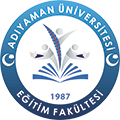 ADIYAMAN ÜNİVERSİTESİ
1987
EĞİTİM FAKÜLTESİ